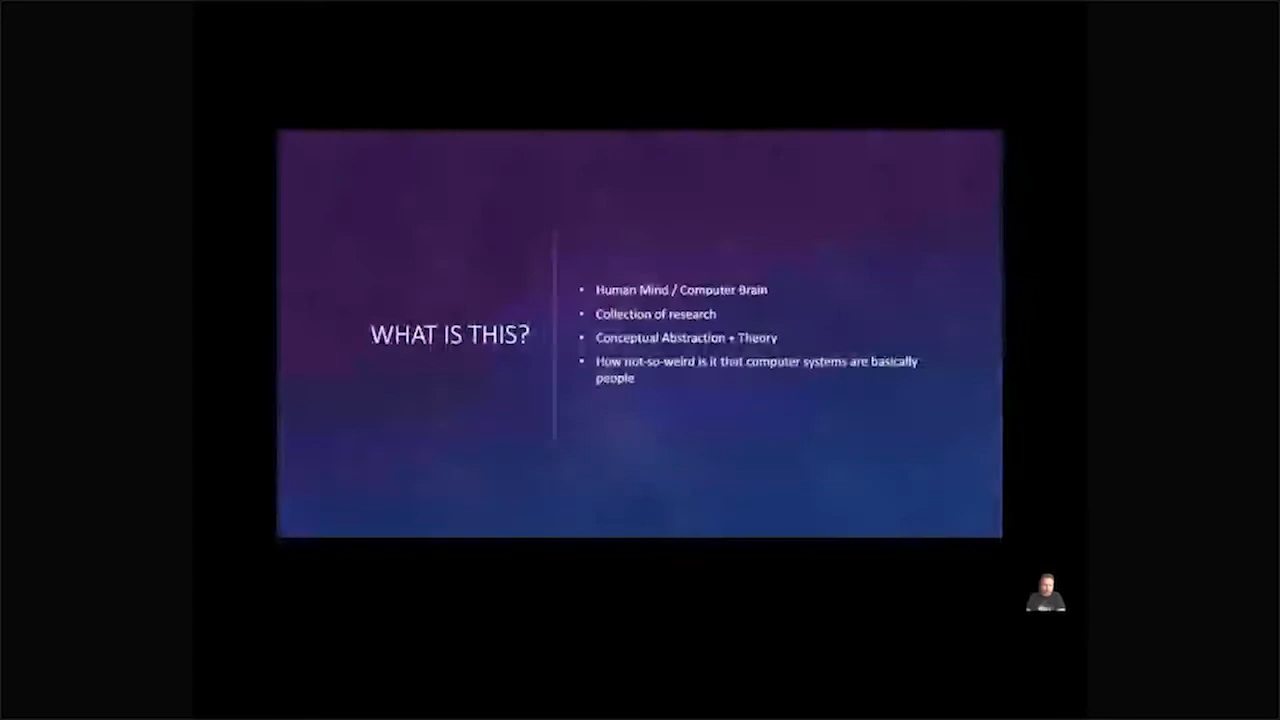 WHAT IS THIS?
• Human Mind / Computer Brain
• Collection of research
• Conceptual Abstraction + Theory
• How not-so-weird is it that computer systems are basically
people